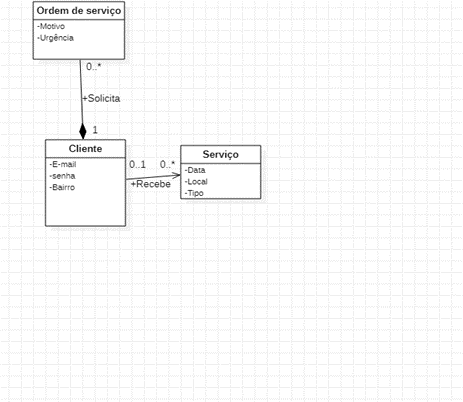 Ordem de serviço
-Motivo
-Urgência
0..*
+Solicita
1
Cliente
-E-mail
-senha
-Bairro
0..1
0..*
+Recebe
Serviço
-Data
-Local
-Tipo